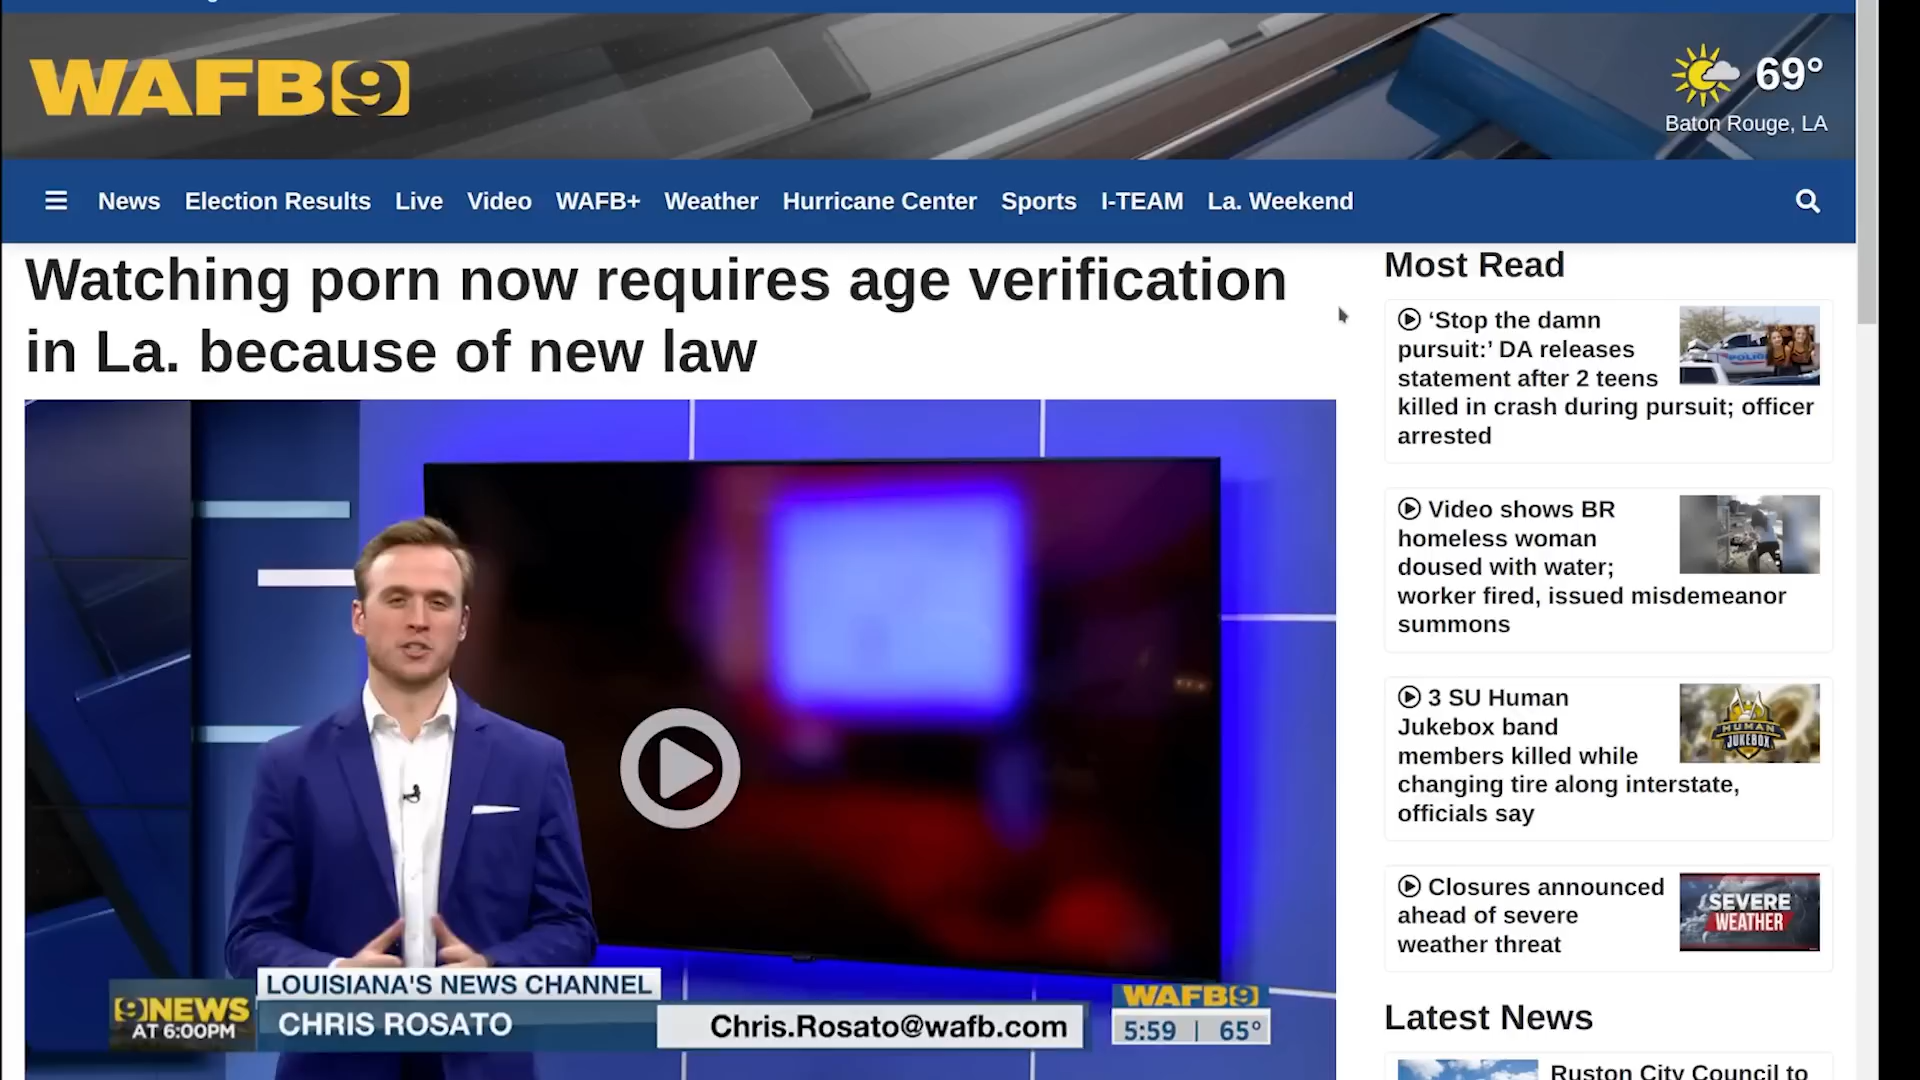 WAFB9
69°
Baton Rouge, LA
News Election Results Live Video WAFB+ Weather Hurricane Center Sports I-TEAM La. Weekend
Watching porn now requires age verification
in La. because of new law
9NEWS
AT 6:00PM
LOUISIANA'S NEWS CHANNEL
CHRIS ROSATO
Chris.Rosato@wafb.com
WAFB9
5:59 | 65°
Most Read
‘Stop the damn
pursuit:’ DA releases
statement after 2 teens
killed in crash during pursuit; officer
arrested
POLICE
Video shows BR
homeless woman
doused with water;
worker fired, issued misdemeanor
summons
3 SU Human
Jukebox band
members killed while
changing tire along interstate,
officials say
HUMAN
JUKEBOX
Closures announced
ahead of severe
weather threat
SEVERE
WEATHER
Latest News
Ruston City Council to